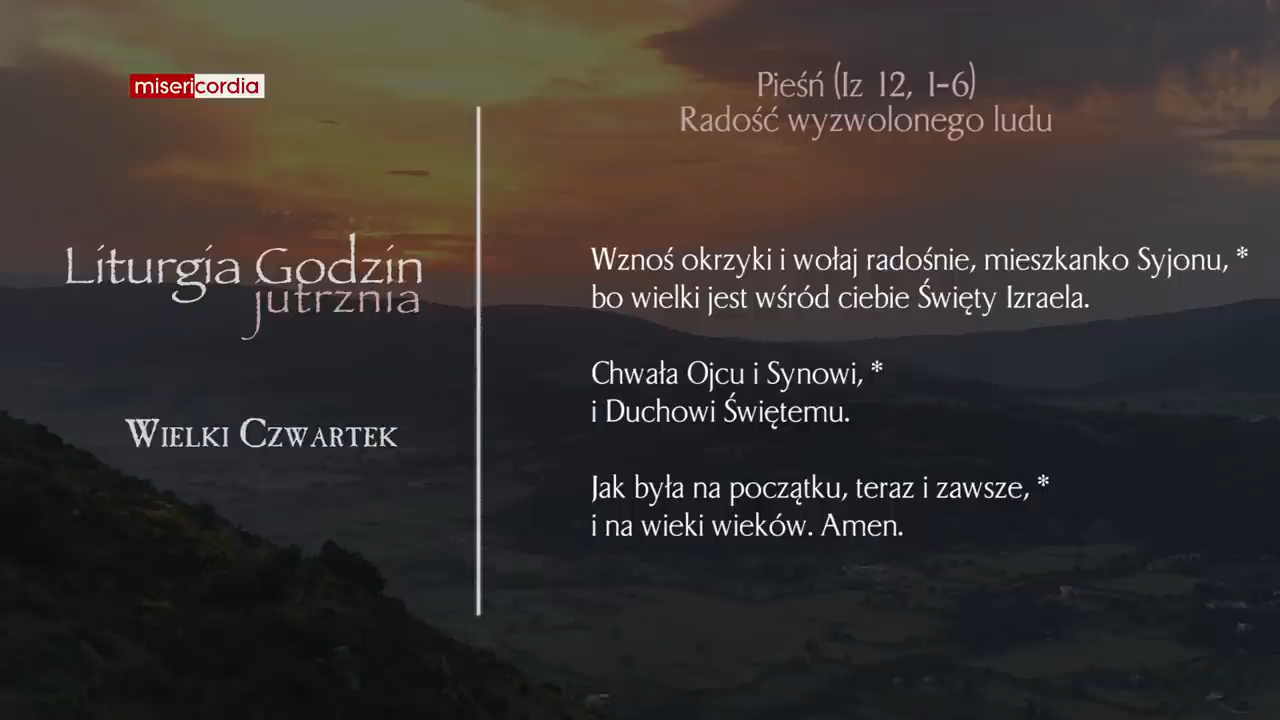 misericordia
Pieśń (Iz 12, 1-6)
Radość wyzwolonego ludu
Liturgia Godzin
jutrznia
Wielki Czwartek
Wznoś okrzyki i wołaj radośnie, mieszkanko Syjonu, *
bo wielki jest wśród ciebie Święty Izraela.
Chwała Ojcu i Synowi, *
i Duchowi Świętemu.
Jak była na początku, teraz i zawsze, *
i na wieki wieków. Amen.